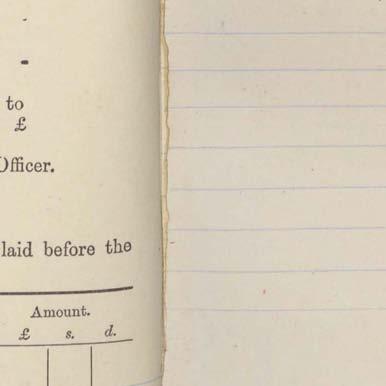 to
£
Officer.
laid before the
Amount.
£ s. d.